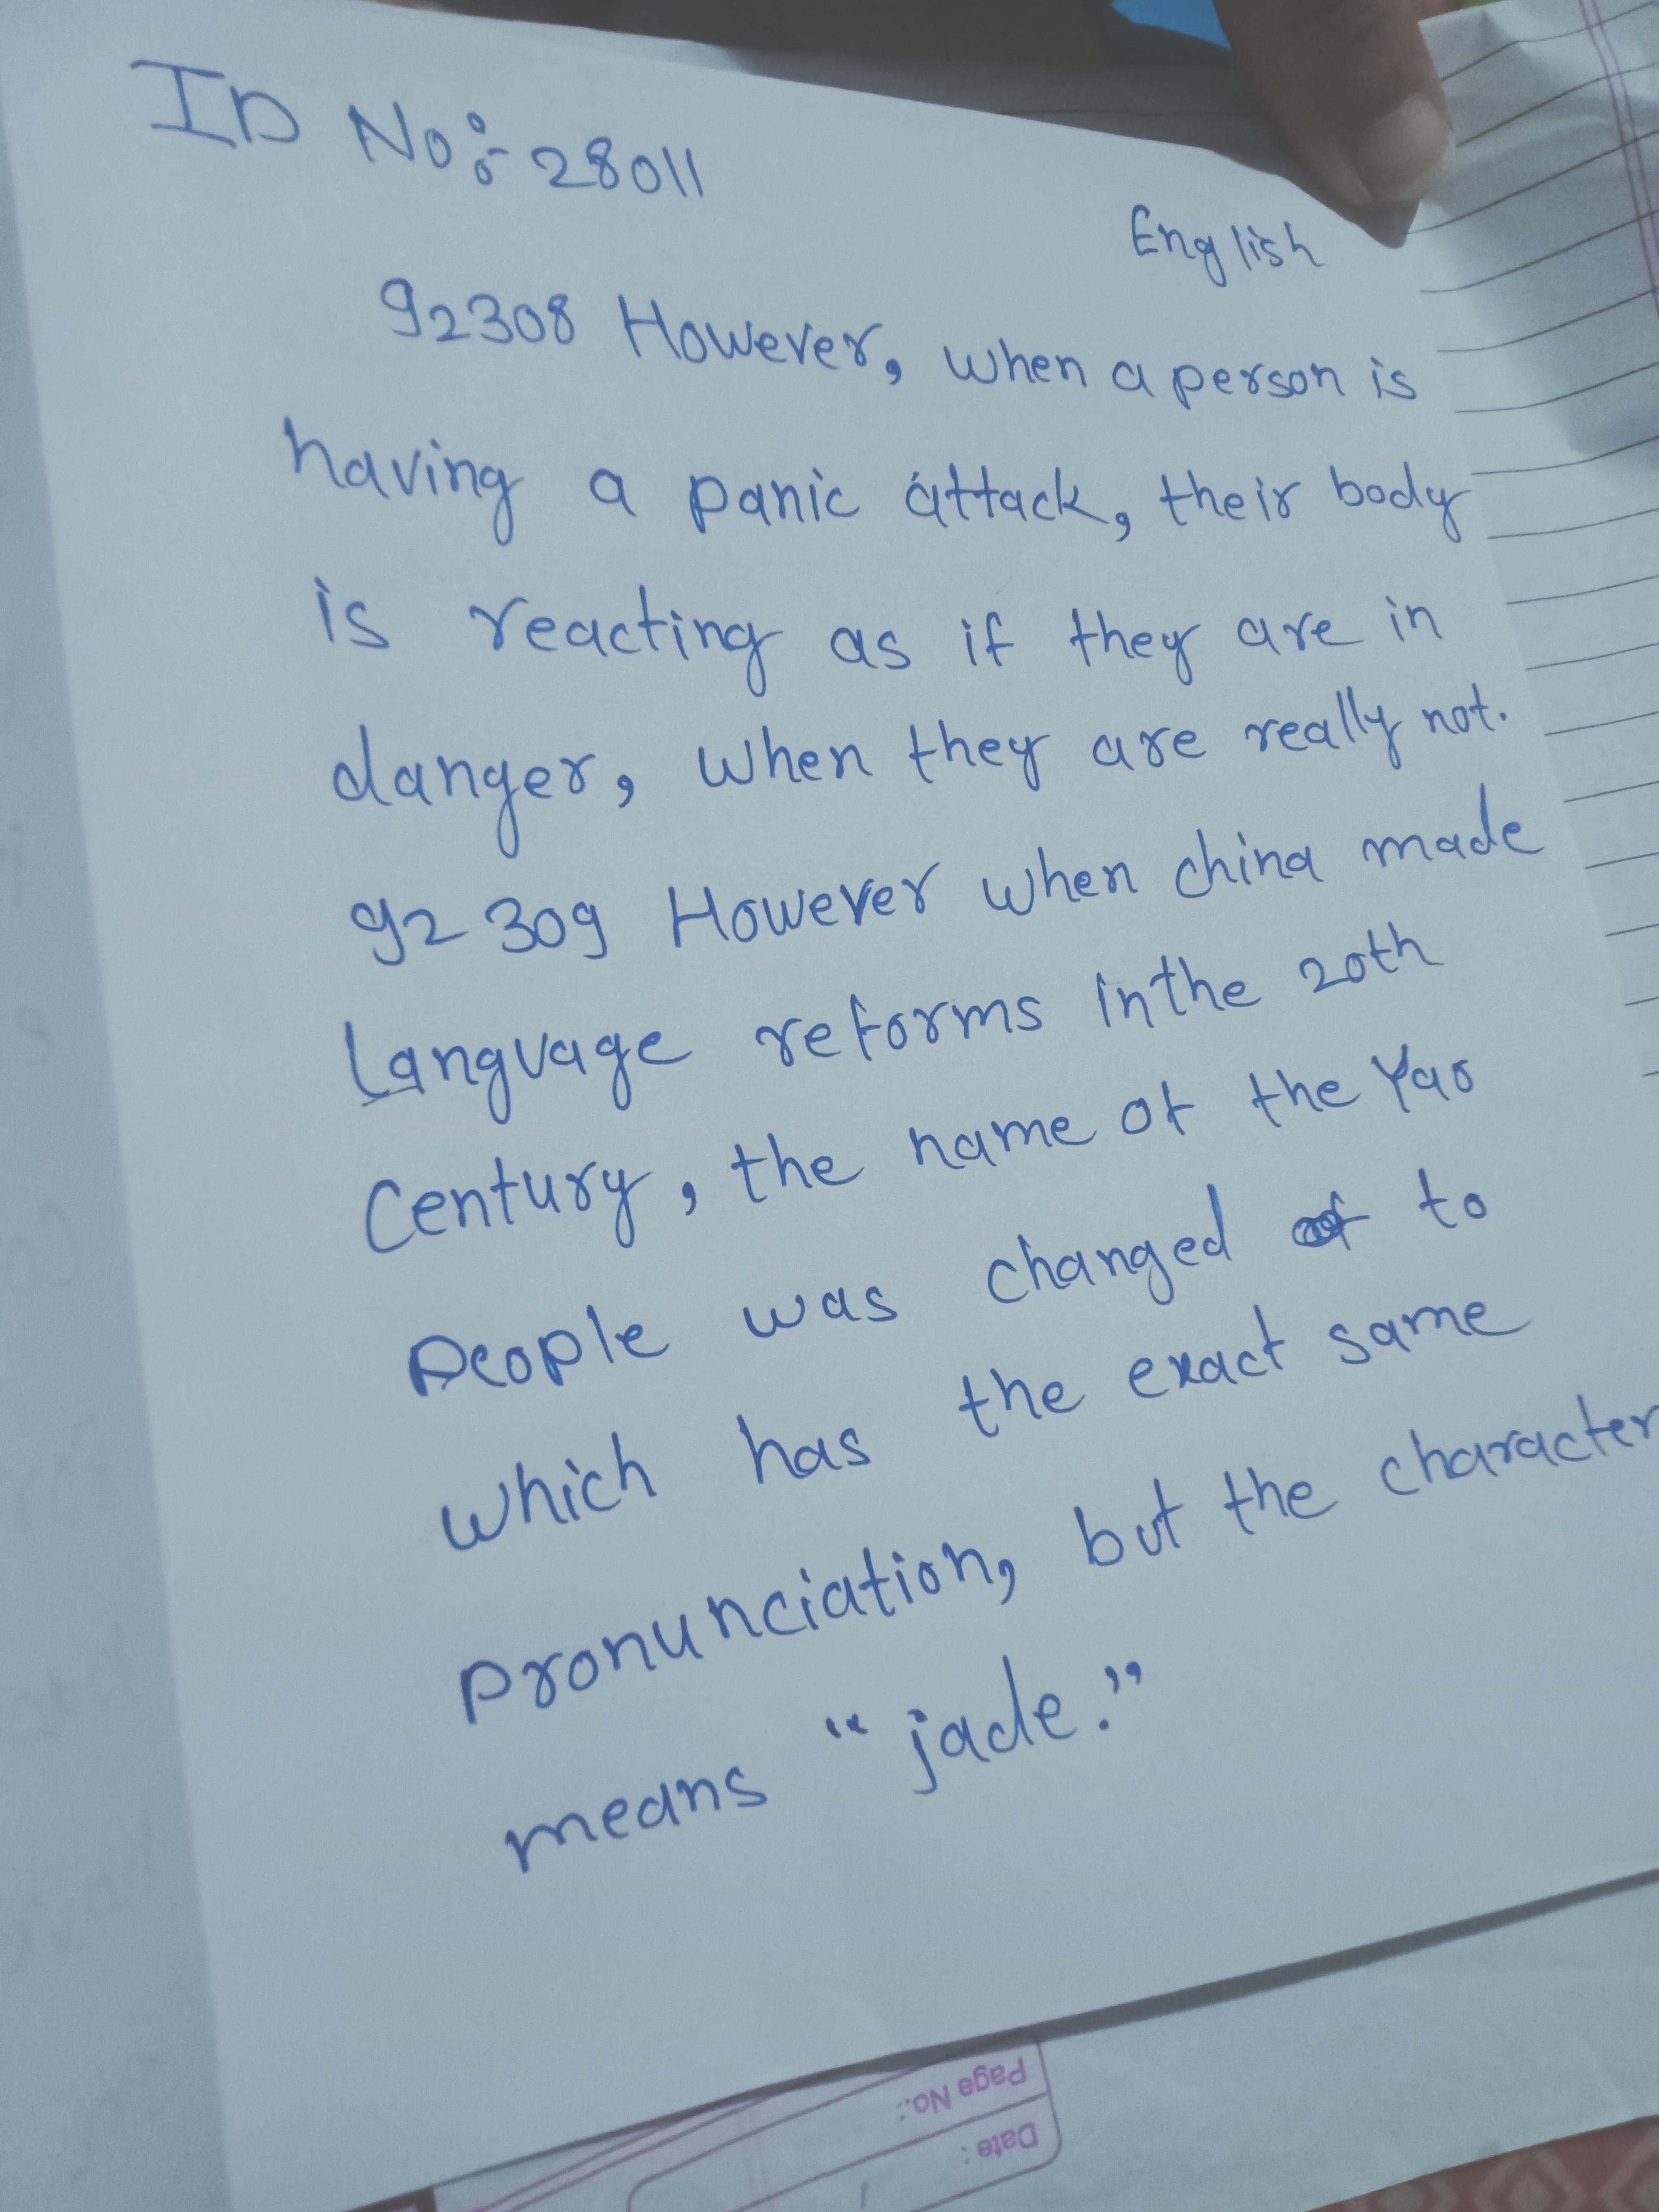 ID No:- 28011
English
92308 However, when a person is
having a panic attack, their body
is reacting as if they are in
danger, when they are really not.
92309 However when china made
Language reforms in the 20th
Century, the name of the Yao
People was changed to
which has the exact same
pronunciation, but the character
means "jade."
Page No.:
Date: